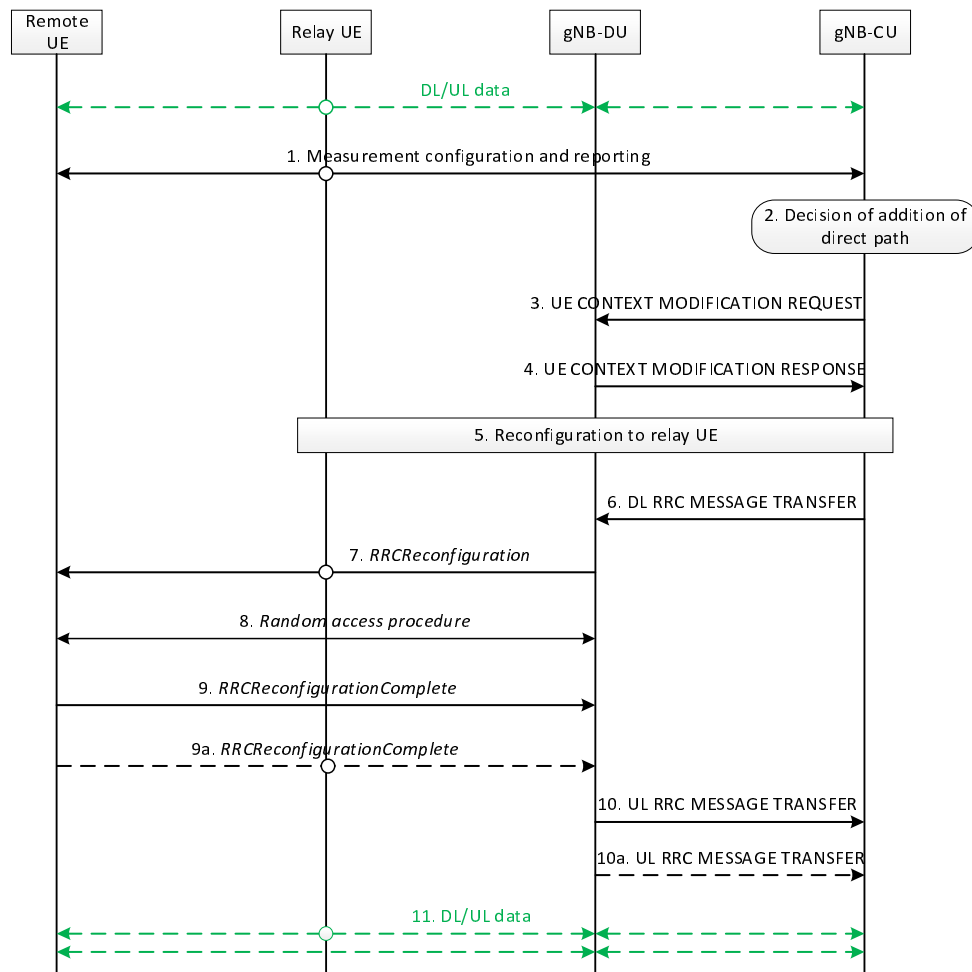 Remote
UE
Relay UE
gNB-DU
gNB-CU
DL/UL data
1. Measurement configuration and reporting
2. Decision of addition of
direct path
3. UE CONTEXT MODIFICATION REQUEST
4. UE CONTEXT MODIFICATION RESPONSE
5. Reconfiguration to relay UE
6. DL RRC MESSAGE TRANSFER
7. RRCReconfiguration
8. Random access procedure
9. RRCReconfigurationComplete
9a. RRCReconfigurationComplete
10. UL RRC MESSAGE TRANSFER
10a. UL RRC MESSAGE TRANSFER
11. DL/UL data